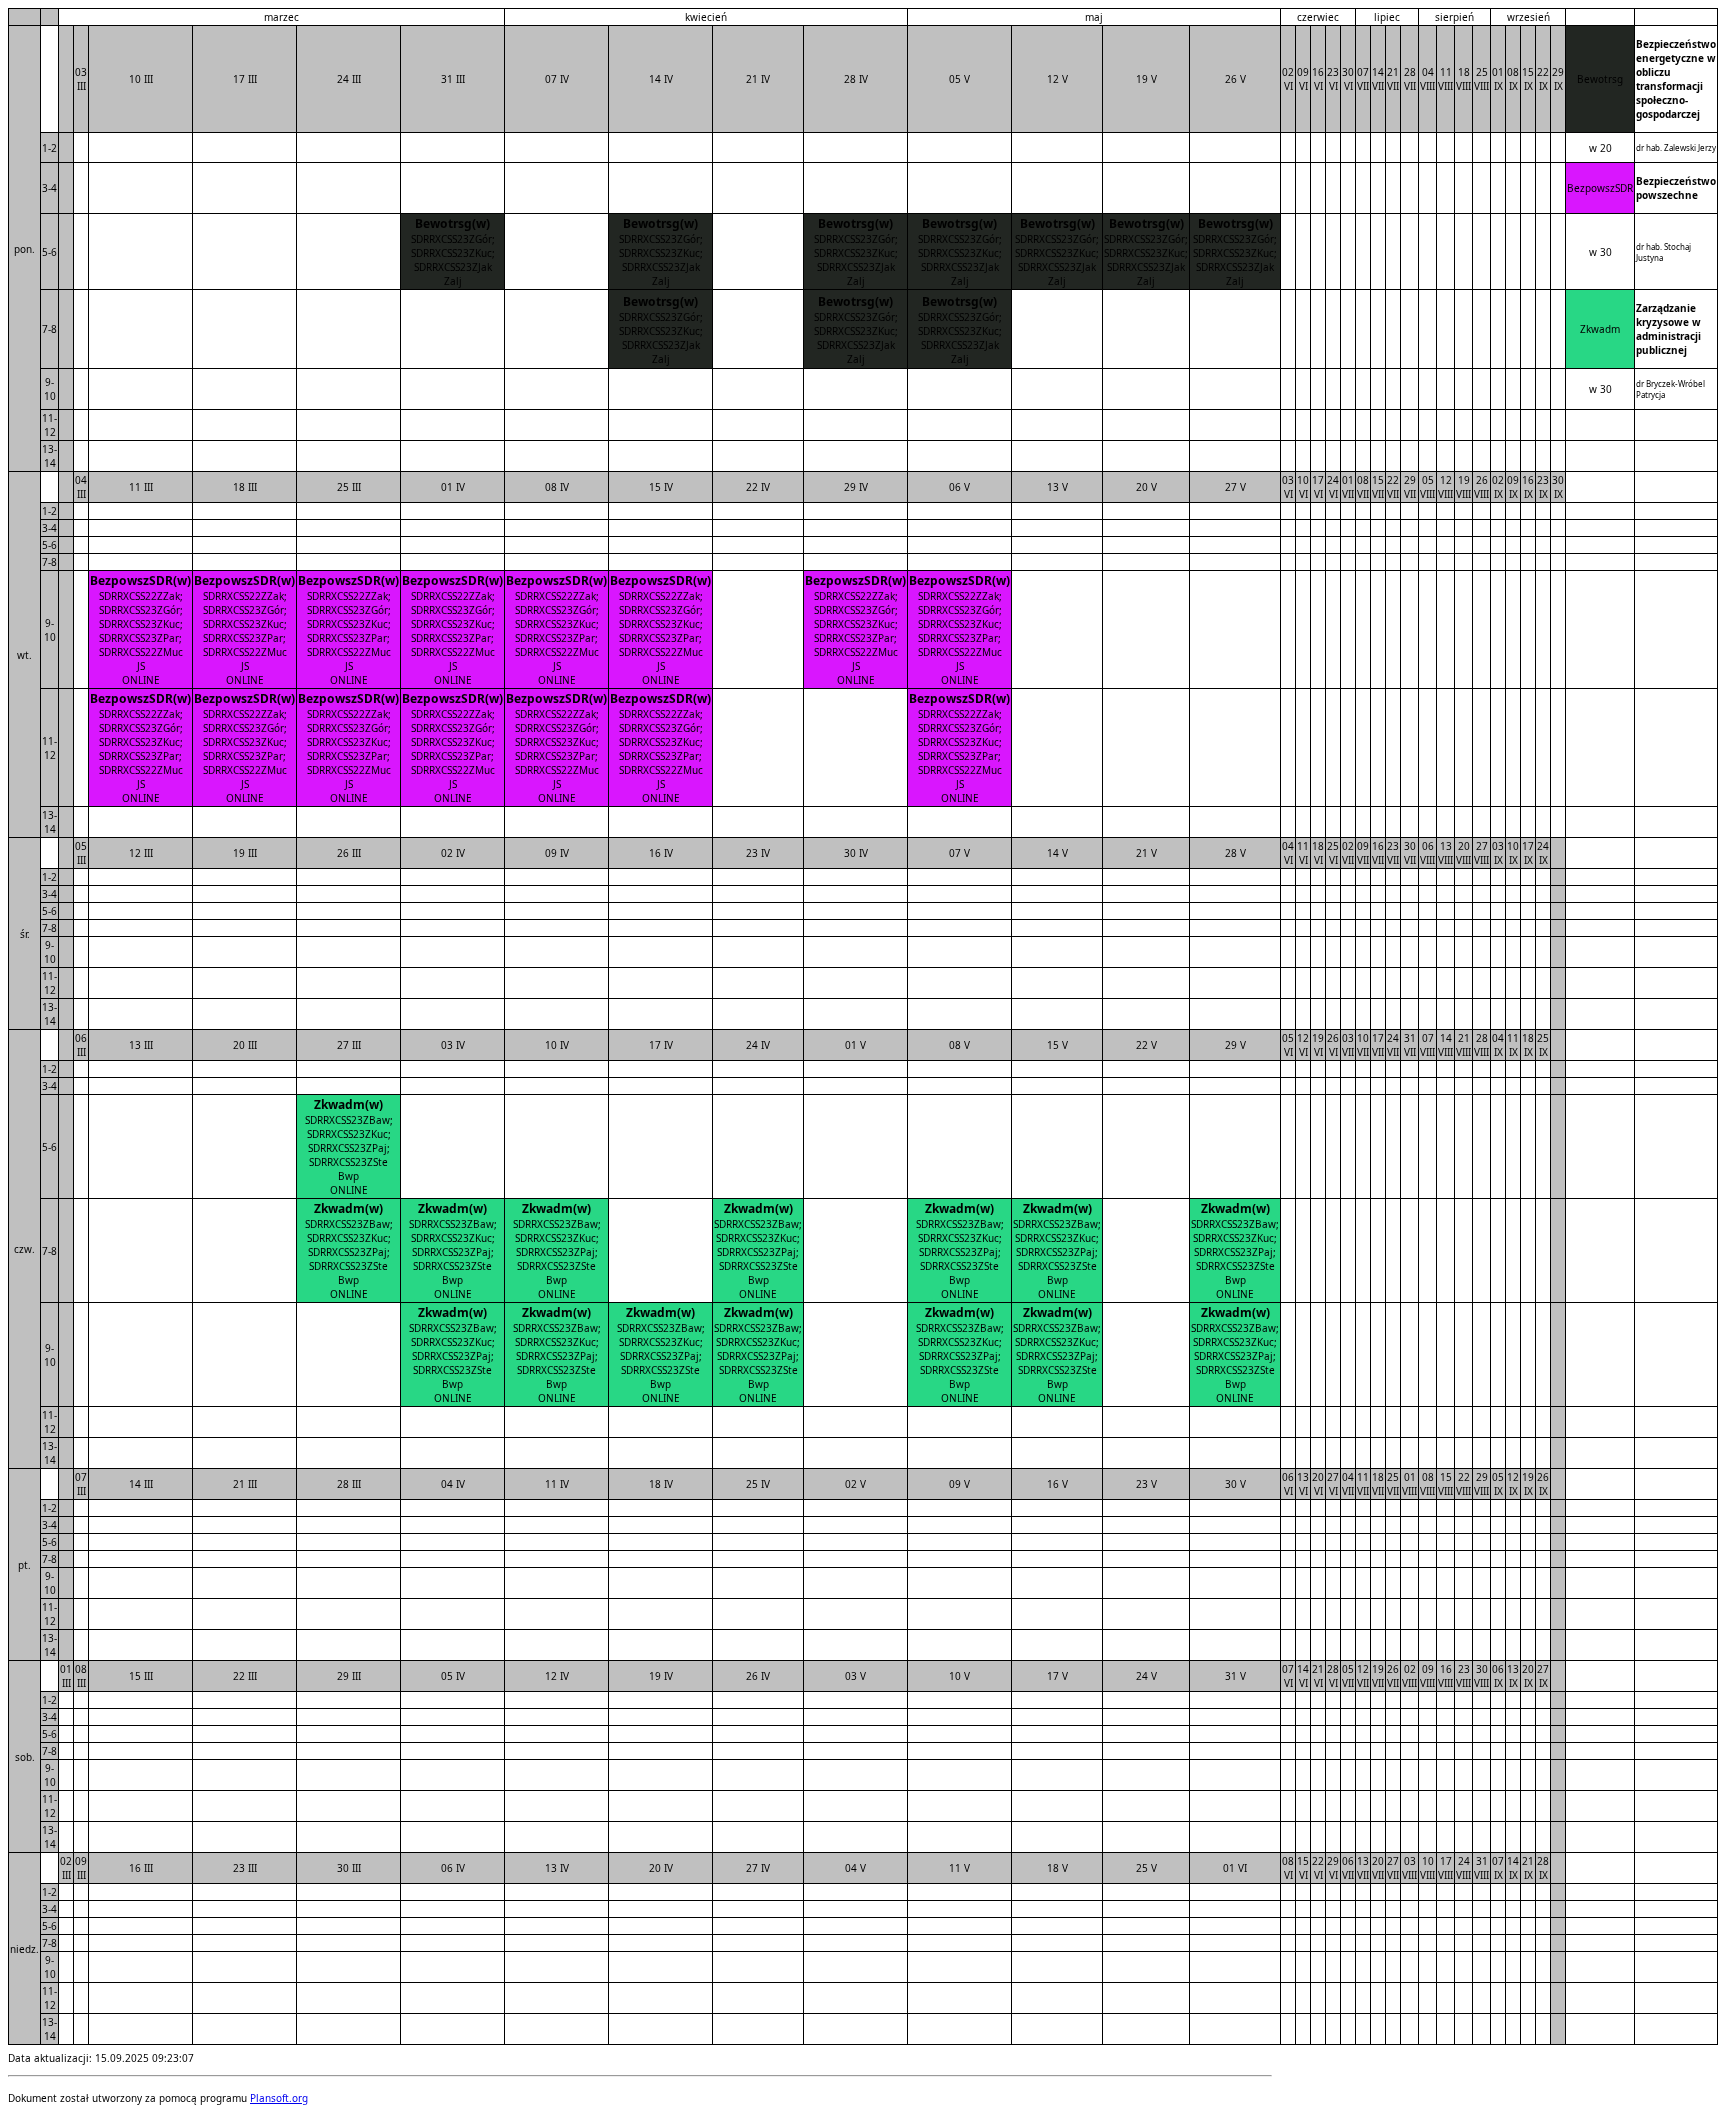 marzec kwiecień maj czerwiec lipiec sierpień wrzesień
pon. 03 III 10 III 17 III 24 III 31 III 07 IV 14 IV 21 IV 28 IV 05 V 12 V 19 V 26 V 02 VI 09 VI 16 VI 23 VI 30 VI 07 VII 14 VII 21 VII 28 VII 04 VIII 11 VIII 18 VIII 25 VIII 01 IX 08 IX 15 IX 22 IX 29 IX Bewotrsg Bezpieczeństwo energetyczne w obliczu transformacji społeczno-gospodarczej
1-2 w 20 dr hab. Zalewski Jerzy
3-4 BezpowszSDR Bezpieczeństwo powszechne
5-6 w 30 dr hab. Stochaj Justyna
Bewotrsg(w) Bewotrsg(w) Bewotrsg(w) Bewotrsg(w) Bewotrsg(w) Bewotrsg(w) Bewotrsg(w)
SDRRXCSS23ZGór; SDRRXCSS23ZGór; SDRRXCSS23ZGór; SDRRXCSS23ZGór; SDRRXCSS23ZGór; SDRRXCSS23ZGór; SDRRXCSS23ZGór;
SDRRXCSS23ZKuc; SDRRXCSS23ZKuc; SDRRXCSS23ZKuc; SDRRXCSS23ZKuc; SDRRXCSS23ZKuc; SDRRXCSS23ZKuc; SDRRXCSS23ZKuc;
SDRRXCSS23ZJak SDRRXCSS23ZJak SDRRXCSS23ZJak SDRRXCSS23ZJak SDRRXCSS23ZJak SDRRXCSS23ZJak SDRRXCSS23ZJak
Zalj Zalj Zalj Zalj Zalj Zalj Zalj
7-8 Zkwadm Zarządzanie kryzysowe w administracji publicznej
Bewotrsg(w) Bewotrsg(w) Bewotrsg(w)
SDRRXCSS23ZGór; SDRRXCSS23ZGór; SDRRXCSS23ZGór;
SDRRXCSS23ZKuc; SDRRXCSS23ZKuc; SDRRXCSS23ZKuc;
SDRRXCSS23ZJak SDRRXCSS23ZJak SDRRXCSS23ZJak
Zalj Zalj Zalj
9-10 w 30 dr Bryczek-Wróbel Patrycja
11-12
13-14
wt. 04 III 11 III 18 III 25 III 01 IV 08 IV 15 IV 22 IV 29 IV 06 V 13 V 20 V 27 V 03 VI 10 VI 17 VI 24 VI 01 VII 08 VII 15 VII 22 VII 29 VII 05 VIII 12 VIII 19 VIII 26 VIII 02 IX 09 IX 16 IX 23 IX 30 IX
1-2
3-4
5-6
7-8
9-10
BezpowszSDR(w) BezpowszSDR(w) BezpowszSDR(w) BezpowszSDR(w) BezpowszSDR(w) BezpowszSDR(w) BezpowszSDR(w) BezpowszSDR(w)
SDRRXCSS22ZZak; SDRRXCSS22ZZak; SDRRXCSS22ZZak; SDRRXCSS22ZZak; SDRRXCSS22ZZak; SDRRXCSS22ZZak; SDRRXCSS22ZZak; SDRRXCSS22ZZak;
SDRRXCSS23ZGór; SDRRXCSS23ZGór; SDRRXCSS23ZGór; SDRRXCSS23ZGór; SDRRXCSS23ZGór; SDRRXCSS23ZGór; SDRRXCSS23ZGór; SDRRXCSS23ZGór;
SDRRXCSS23ZKuc; SDRRXCSS23ZKuc; SDRRXCSS23ZKuc; SDRRXCSS23ZKuc; SDRRXCSS23ZKuc; SDRRXCSS23ZKuc; SDRRXCSS23ZKuc; SDRRXCSS23ZKuc;
SDRRXCSS23ZPar; SDRRXCSS23ZPar; SDRRXCSS23ZPar; SDRRXCSS23ZPar; SDRRXCSS23ZPar; SDRRXCSS23ZPar; SDRRXCSS23ZPar; SDRRXCSS23ZPar;
SDRRXCSS22ZMuc SDRRXCSS22ZMuc SDRRXCSS22ZMuc SDRRXCSS22ZMuc SDRRXCSS22ZMuc SDRRXCSS22ZMuc SDRRXCSS22ZMuc SDRRXCSS22ZMuc
JS JS JS JS JS JS JS JS
ONLINE ONLINE ONLINE ONLINE ONLINE ONLINE ONLINE ONLINE
11-12
BezpowszSDR(w) BezpowszSDR(w) BezpowszSDR(w) BezpowszSDR(w) BezpowszSDR(w) BezpowszSDR(w) BezpowszSDR(w)
SDRRXCSS22ZZak; SDRRXCSS22ZZak; SDRRXCSS22ZZak; SDRRXCSS22ZZak; SDRRXCSS22ZZak; SDRRXCSS22ZZak; SDRRXCSS22ZZak;
SDRRXCSS23ZGór; SDRRXCSS23ZGór; SDRRXCSS23ZGór; SDRRXCSS23ZGór; SDRRXCSS23ZGór; SDRRXCSS23ZGór; SDRRXCSS23ZGór;
SDRRXCSS23ZKuc; SDRRXCSS23ZKuc; SDRRXCSS23ZKuc; SDRRXCSS23ZKuc; SDRRXCSS23ZKuc; SDRRXCSS23ZKuc; SDRRXCSS23ZKuc;
SDRRXCSS23ZPar; SDRRXCSS23ZPar; SDRRXCSS23ZPar; SDRRXCSS23ZPar; SDRRXCSS23ZPar; SDRRXCSS23ZPar; SDRRXCSS23ZPar;
SDRRXCSS22ZMuc SDRRXCSS22ZMuc SDRRXCSS22ZMuc SDRRXCSS22ZMuc SDRRXCSS22ZMuc SDRRXCSS22ZMuc SDRRXCSS22ZMuc
JS JS JS JS JS JS JS
ONLINE ONLINE ONLINE ONLINE ONLINE ONLINE ONLINE
13-14
śr. 05 III 12 III 19 III 26 III 02 IV 09 IV 16 IV 23 IV 30 IV 07 V 14 V 21 V 28 V 04 VI 11 VI 18 VI 25 VI 02 VII 09 VII 16 VII 23 VII 30 VII 06 VIII 13 VIII 20 VIII 27 VIII 03 IX 10 IX 17 IX 24 IX
1-2
3-4
5-6
7-8
9-10
11-12
13-14
czw. 06 III 13 III 20 III 27 III 03 IV 10 IV 17 IV 24 IV 01 V 08 V 15 V 22 V 29 V 05 VI 12 VI 19 VI 26 VI 03 VII 10 VII 17 VII 24 VII 31 VII 07 VIII 14 VIII 21 VIII 28 VIII 04 IX 11 IX 18 IX 25 IX
1-2
3-4
5-6
Zkwadm(w)
SDRRXCSS23ZBaw;
SDRRXCSS23ZKuc;
SDRRXCSS23ZPaj;
SDRRXCSS23ZSte
Bwp
ONLINE
7-8
Zkwadm(w) Zkwadm(w) Zkwadm(w) Zkwadm(w) Zkwadm(w) Zkwadm(w) Zkwadm(w)
SDRRXCSS23ZBaw; SDRRXCSS23ZBaw; SDRRXCSS23ZBaw; SDRRXCSS23ZBaw; SDRRXCSS23ZBaw; SDRRXCSS23ZBaw; SDRRXCSS23ZBaw;
SDRRXCSS23ZKuc; SDRRXCSS23ZKuc; SDRRXCSS23ZKuc; SDRRXCSS23ZKuc; SDRRXCSS23ZKuc; SDRRXCSS23ZKuc; SDRRXCSS23ZKuc;
SDRRXCSS23ZPaj; SDRRXCSS23ZPaj; SDRRXCSS23ZPaj; SDRRXCSS23ZPaj; SDRRXCSS23ZPaj; SDRRXCSS23ZPaj; SDRRXCSS23ZPaj;
SDRRXCSS23ZSte SDRRXCSS23ZSte SDRRXCSS23ZSte SDRRXCSS23ZSte SDRRXCSS23ZSte SDRRXCSS23ZSte SDRRXCSS23ZSte
Bwp Bwp Bwp Bwp Bwp Bwp Bwp
ONLINE ONLINE ONLINE ONLINE ONLINE ONLINE ONLINE
9-10
Zkwadm(w) Zkwadm(w) Zkwadm(w) Zkwadm(w) Zkwadm(w) Zkwadm(w) Zkwadm(w)
SDRRXCSS23ZBaw; SDRRXCSS23ZBaw; SDRRXCSS23ZBaw; SDRRXCSS23ZBaw; SDRRXCSS23ZBaw; SDRRXCSS23ZBaw; SDRRXCSS23ZBaw;
SDRRXCSS23ZKuc; SDRRXCSS23ZKuc; SDRRXCSS23ZKuc; SDRRXCSS23ZKuc; SDRRXCSS23ZKuc; SDRRXCSS23ZKuc; SDRRXCSS23ZKuc;
SDRRXCSS23ZPaj; SDRRXCSS23ZPaj; SDRRXCSS23ZPaj; SDRRXCSS23ZPaj; SDRRXCSS23ZPaj; SDRRXCSS23ZPaj; SDRRXCSS23ZPaj;
SDRRXCSS23ZSte SDRRXCSS23ZSte SDRRXCSS23ZSte SDRRXCSS23ZSte SDRRXCSS23ZSte SDRRXCSS23ZSte SDRRXCSS23ZSte
Bwp Bwp Bwp Bwp Bwp Bwp Bwp
ONLINE ONLINE ONLINE ONLINE ONLINE ONLINE ONLINE
11-12
13-14
pt. 07 III 14 III 21 III 28 III 04 IV 11 IV 18 IV 25 IV 02 V 09 V 16 V 23 V 30 V 06 VI 13 VI 20 VI 27 VI 04 VII 11 VII 18 VII 25 VII 01 VIII 08 VIII 15 VIII 22 VIII 29 VIII 05 IX 12 IX 19 IX 26 IX
1-2
3-4
5-6
7-8
9-10
11-12
13-14
sob. 01 III 08 III 15 III 22 III 29 III 05 IV 12 IV 19 IV 26 IV 03 V 10 V 17 V 24 V 31 V 07 VI 14 VI 21 VI 28 VI 05 VII 12 VII 19 VII 26 VII 02 VIII 09 VIII 16 VIII 23 VIII 30 VIII 06 IX 13 IX 20 IX 27 IX
1-2
3-4
5-6
7-8
9-10
11-12
13-14
niedz. 02 III 09 III 16 III 23 III 30 III 06 IV 13 IV 20 IV 27 IV 04 V 11 V 18 V 25 V 01 VI 08 VI 15 VI 22 VI 29 VI 06 VII 13 VII 20 VII 27 VII 03 VIII 10 VIII 17 VIII 24 VIII 31 VIII 07 IX 14 IX 21 IX 28 IX
1-2
3-4
5-6
7-8
9-10
11-12
13-14
Data aktualizacji: 15.09.2025 09:23:07
Dokument został utworzony za pomocą programu Plansoft.org